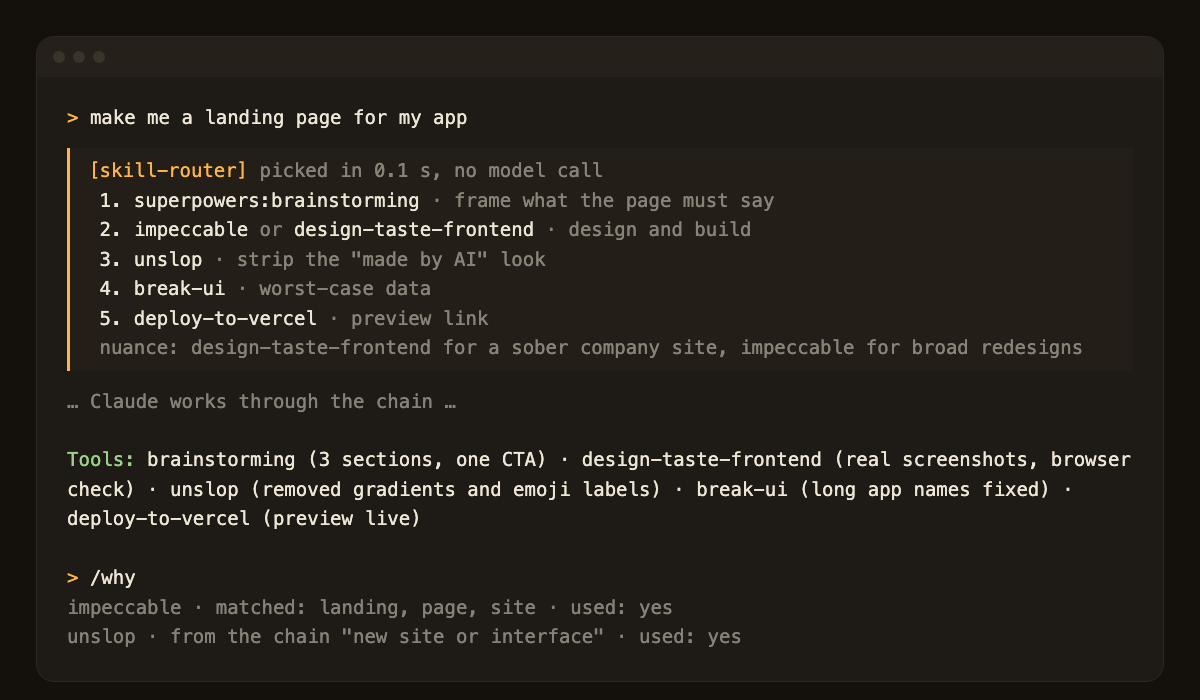 > make me a landing page for my app
[skill-router] picked in 0.1 s, no model call
1. superpowers:brainstorming · frame what the page must say
2. impeccable or design-taste-frontend · design and build
3. unslop · strip the "made by AI" look
4. break-ui · worst-case data
5. deploy-to-vercel · preview link
nuance: design-taste-frontend for a sober company site, impeccable for broad redesigns
… Claude works through the chain …
Tools: brainstorming (3 sections, one CTA) · design-taste-frontend (real screenshots, browser
check) · unslop (removed gradients and emoji labels) · break-ui (long app names fixed) ·
deploy-to-vercel (preview live)
> /why
impeccable · matched: landing, page, site · used: yes
unslop · from the chain "new site or interface" · used: yes